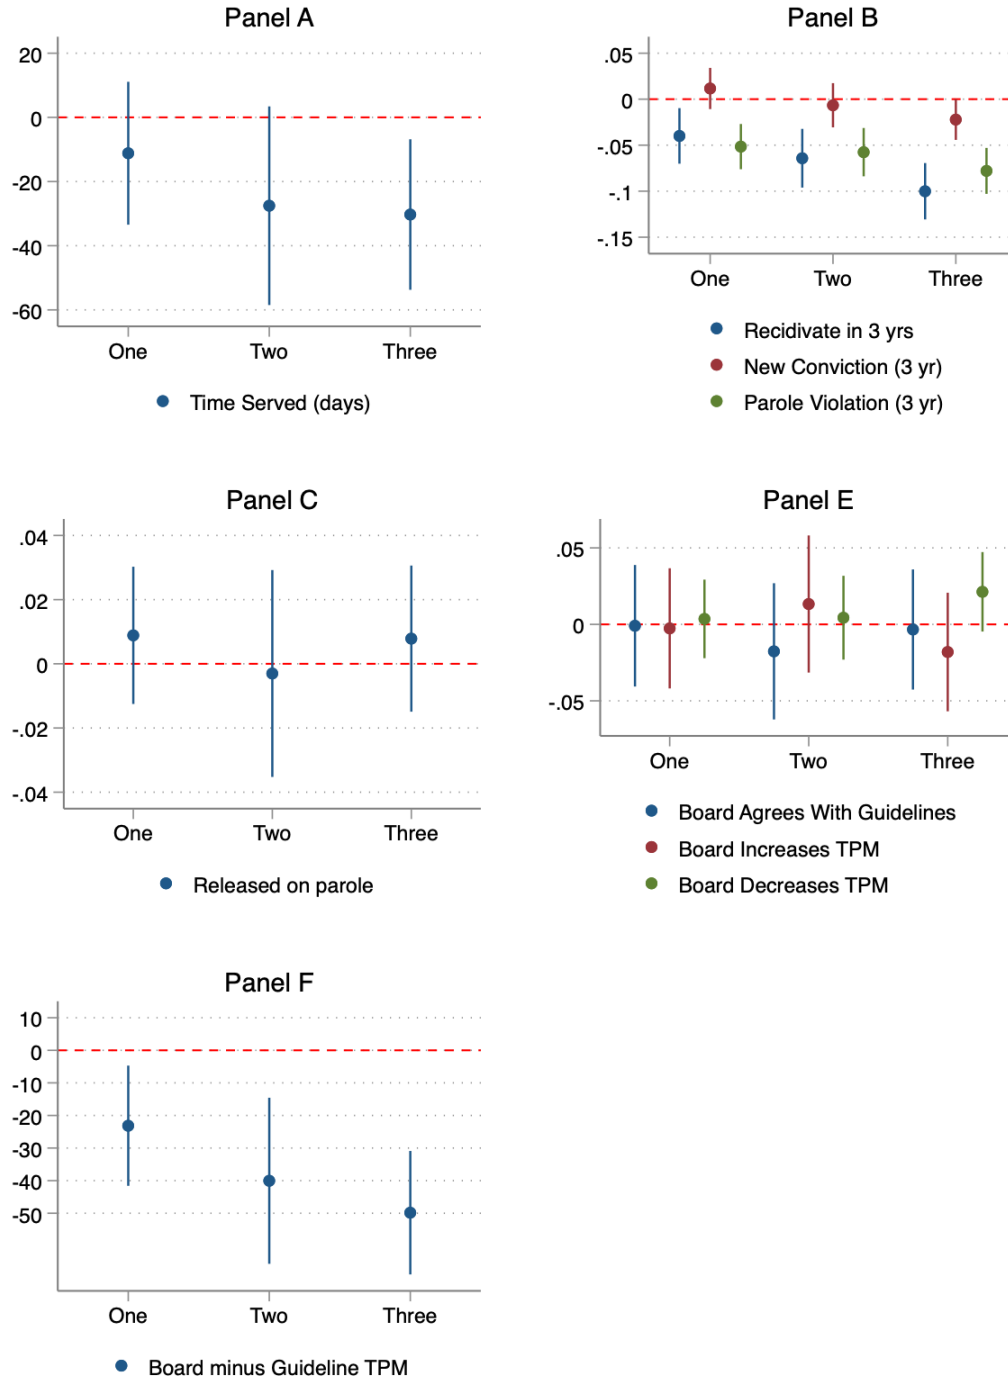 Panel A
20
0
-20
-40
-60
One Two Three
Time Served (days)
Panel B
.05
0
-.05
-.1
-.15
One Two Three
Recidivate in 3 yrs
New Conviction (3 yr)
Parole Violation (3 yr)
Panel C
.04
.02
0
-.02
-.04
One Two Three
Released on parole
Panel E
.05
0
-.05
One Two Three
Board Agrees With Guidelines
Board Increases TPM
Board Decreases TPM
Panel F
10
0
-10
-20
-30
-40
-50
One Two Three
Board minus Guideline TPM